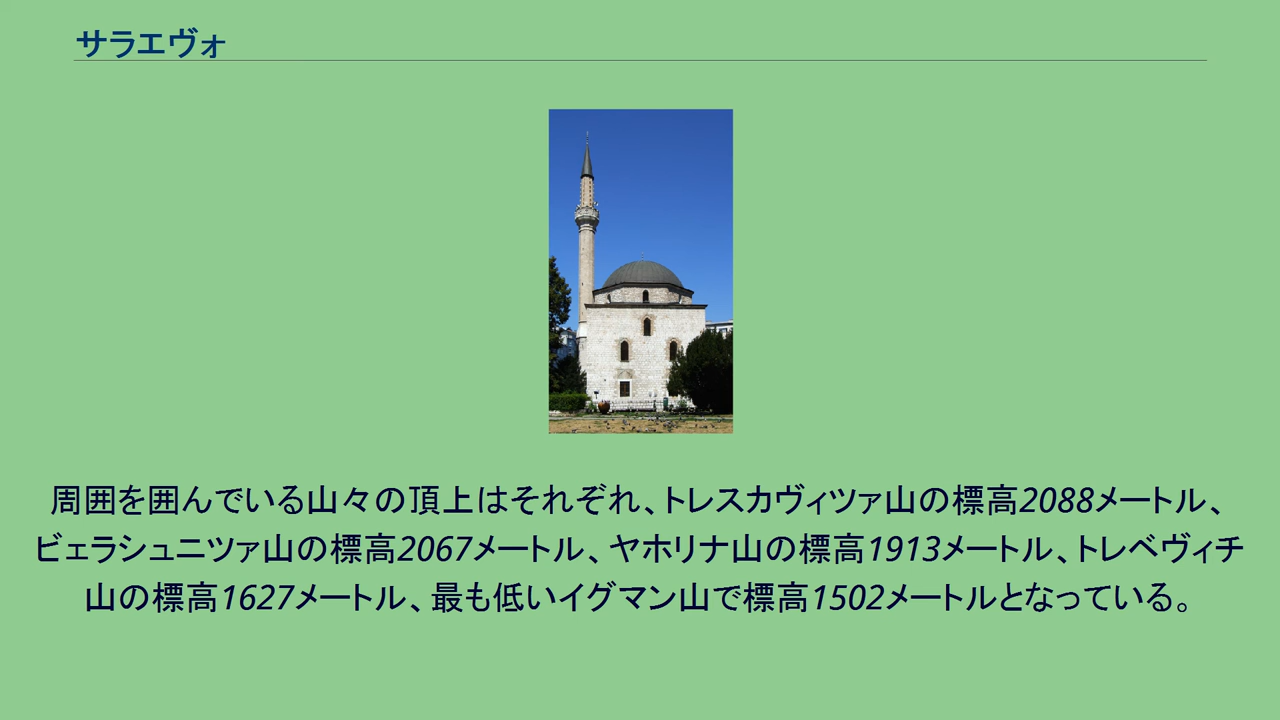 サラエヴォ
周囲を囲んでいる山々の頂上はそれぞれ、トレスカヴィツァ山の標高2088メートル、
ビェラシュニツァ山の標高2067メートル、ヤホリナ山の標高1913メートル、トレベヴィチ
山の標高1627メートル、最も低いイグマン山で標高1502メートルとなっている。